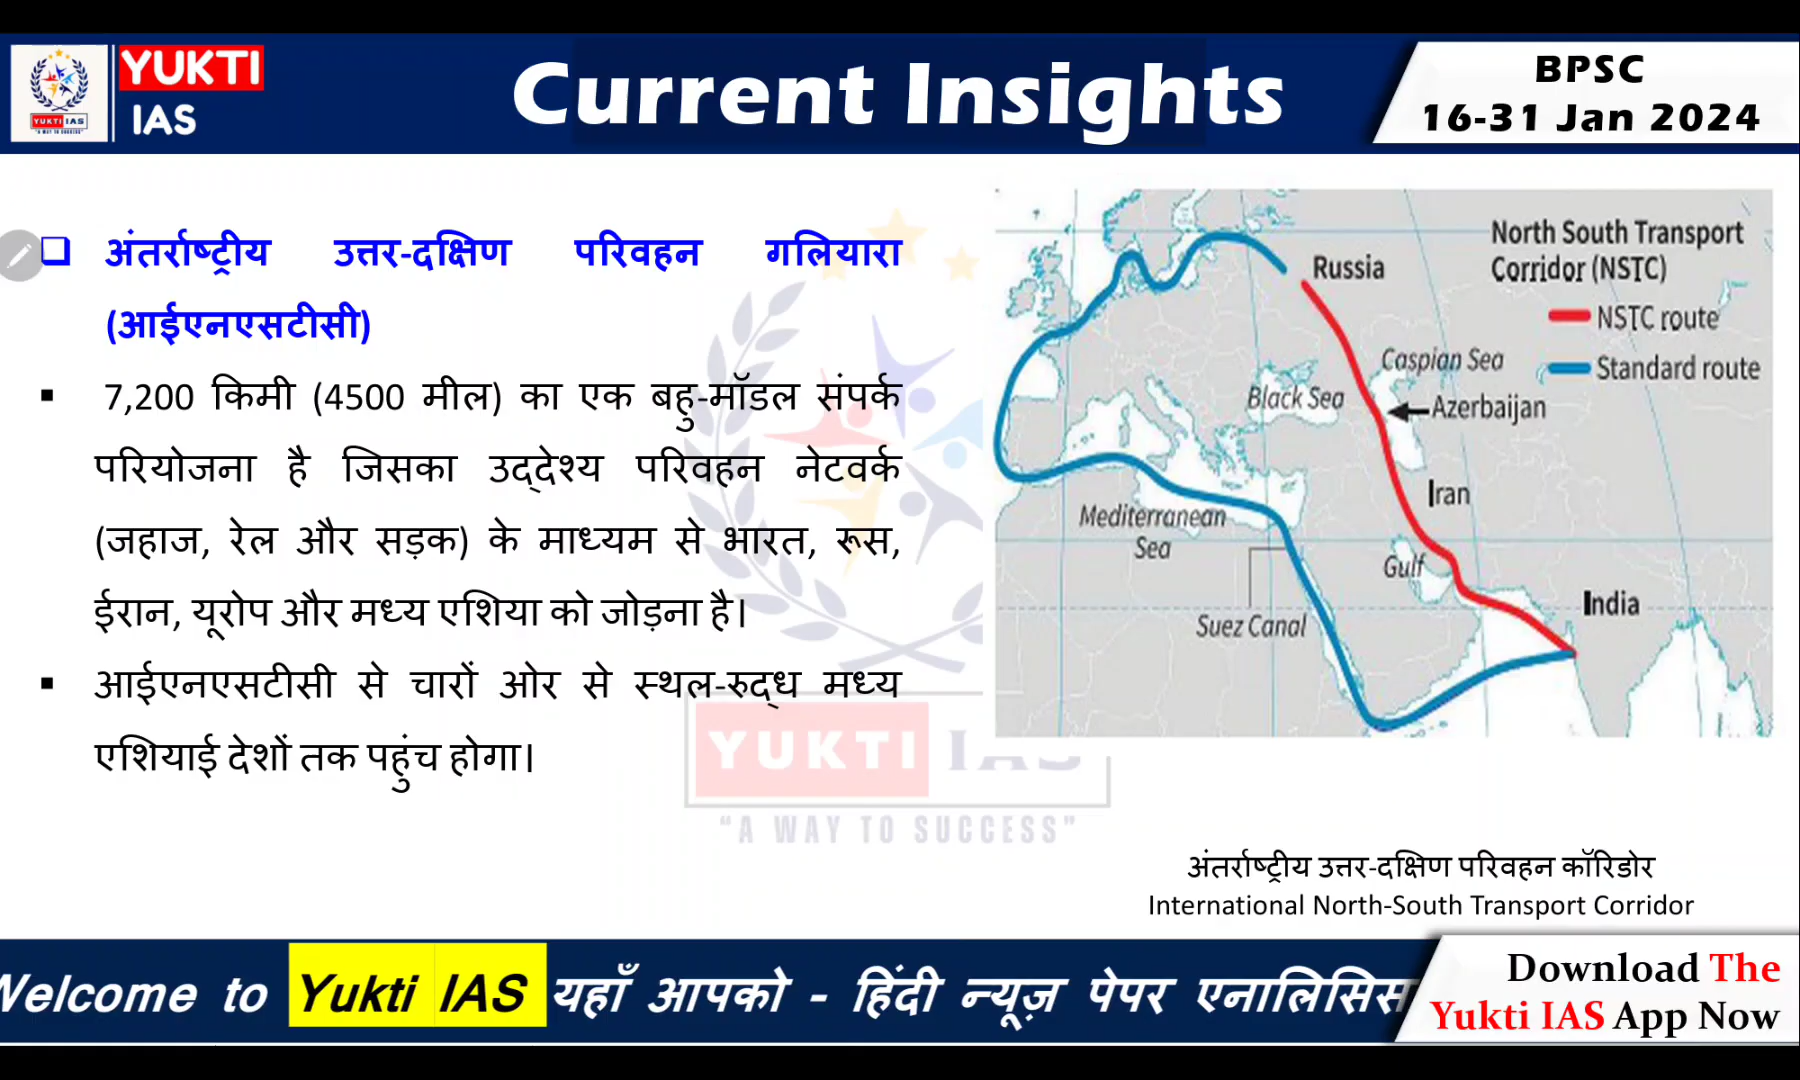 YUKTI
IAS
YUKTI IAS
"A WAY TO SUCCESS"
Current Insights
BPSC
16-31 Jan 2024
❑ अंतर्राष्ट्रीय उत्तर-दक्षिण परिवहन गलियारा
(आईएनएसटीसी)
▪ 7,200 किमी (4500 मील) का एक बहु-मॉडल संपर्क
परियोजना है जिसका उद्देश्य परिवहन नेटवर्क
(जहाज, रेल और सड़क) के माध्यम से भारत, रूस,
ईरान, यूरोप और मध्य एशिया को जोड़ना है।
▪ आईएनएसटीसी से चारों ओर से स्थल-रुद्ध मध्य
एशियाई देशों तक पहुंच होगा।
YUKTI IAS
"A WAY TO SUCCESS"
North South Transport
Corridor (NSTC)
NSTC route
Standard route
Russia
Caspian Sea
Black Sea
Azerbaijan
Iran
Mediterranean
Sea
Gulf
India
Suez Canal
अंतर्राष्ट्रीय उत्तर-दक्षिण परिवहन कॉरिडोर
International North-South Transport Corridor
Welcome to Yukti IAS यहाँ आपको - हिंदी न्यूज़ पेपर एनालिसिस
Download The
Yukti IAS App Now